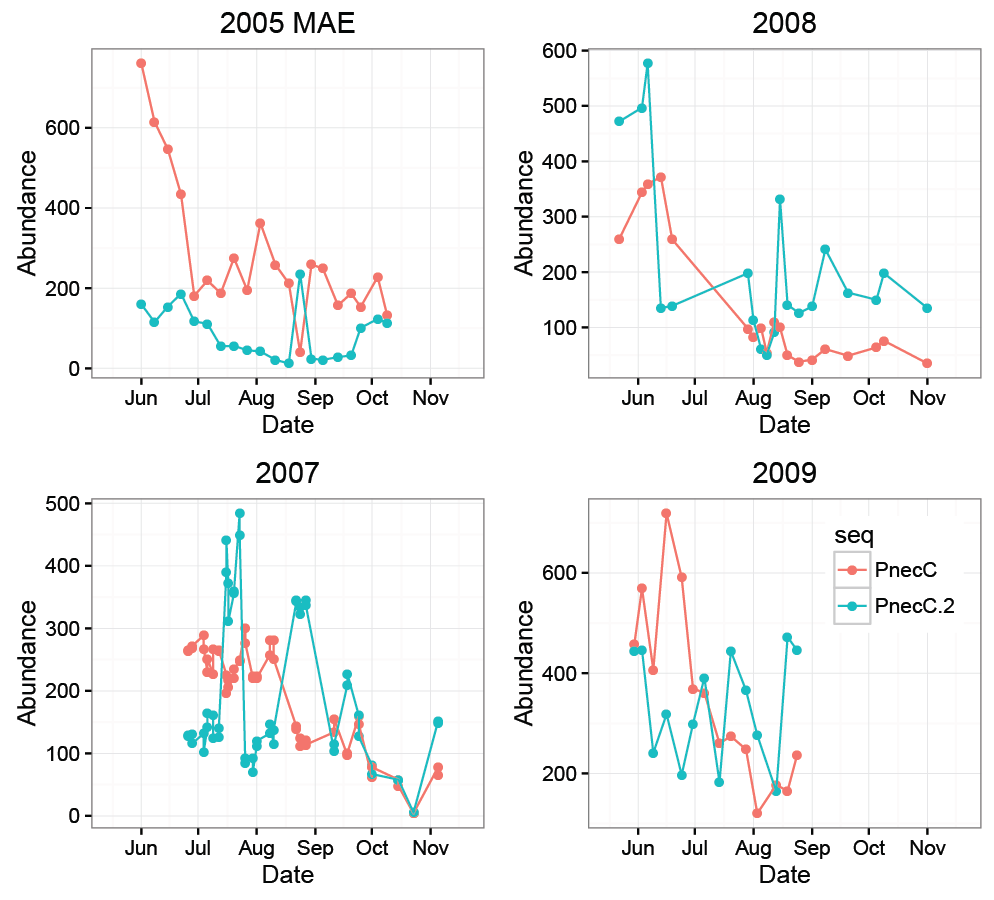 2005 MAE
Abundance
600
400
200
0
Jun Jul Aug Sep Oct Nov
Date
2008
Abundance
600
500
400
300
200
100
Jun Jul Aug Sep Oct Nov
Date
2007
Abundance
500
400
300
200
100
0
Jun Jul Aug Sep Oct Nov
Date
2009
Abundance
600
400
200
seq
PnecC
PnecC.2
Jun Jul Aug Sep Oct Nov
Date